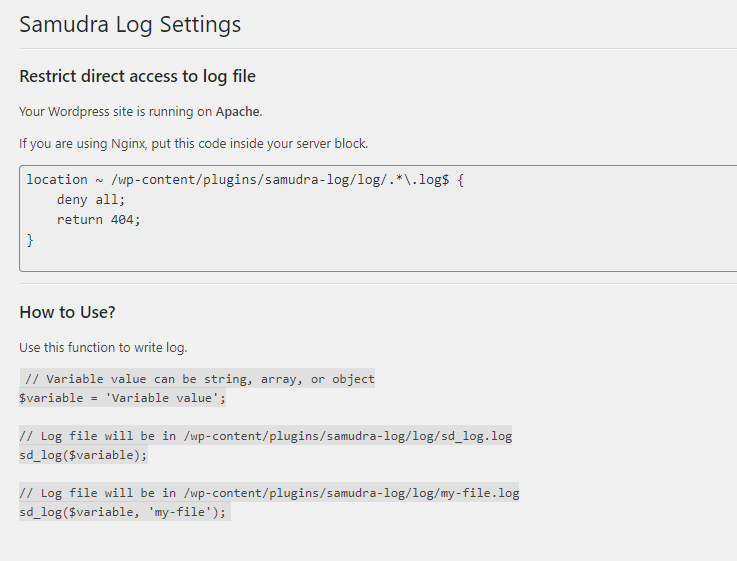 Samudra Log Settings
Restrict direct access to log file
Your Wordpress site is running on Apache.
If you are using Nginx, put this code inside your server block.
location ~ /wp-content/plugins/samudra-log/log/.*\.log$ {
    deny all;
    return 404;
}
How to Use?
Use this function to write log.
// Variable value can be string, array, or object
$variable = 'Variable value';
// Log file will be in /wp-content/plugins/samudra-log/log/sd_log.log
sd_log($variable);
// Log file will be in /wp-content/plugins/samudra-log/log/my-file.log
sd_log($variable, 'my-file');